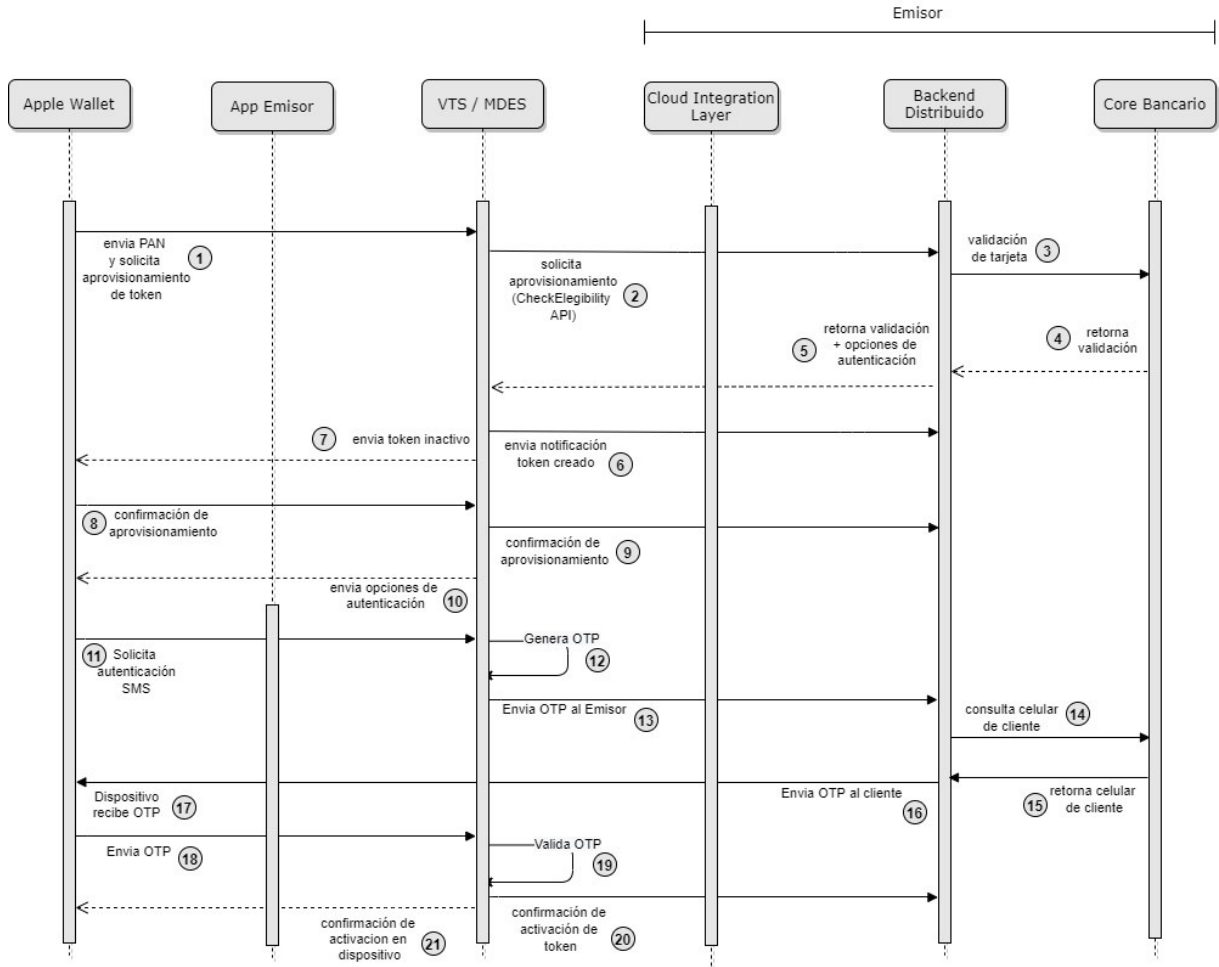 Emisor
Apple Wallet
App Emisor
VTS / MDES
Cloud Integration
Layer
Backend
Distribuido
Core Bancario
envia PAN
y solicita
aprovisionamiento
de token
1
solicita
aprovisionamiento
(CheckElegibility
API)
2
validación
de tarjeta
3
retorna
validación
4
retorna validación
+ opciones de
autenticación
5
envia notificación
token creado
6
7
envia token inactivo
8
confirmación de
aprovisionamiento
confirmación de
aprovisionamiento
9
envia opciones de
autenticación
10
11
Solicita
autenticación
SMS
Genera OTP
12
Envia OTP al Emisor
13
consulta celular
de cliente
14
retorna celular
de cliente
15
Envia OTP al cliente
16
Dispositivo
recibe OTP
17
Envia OTP
18
Valida OTP
19
confirmación de
activación de
token
20
confirmación de
activacion en
dispositivo
21